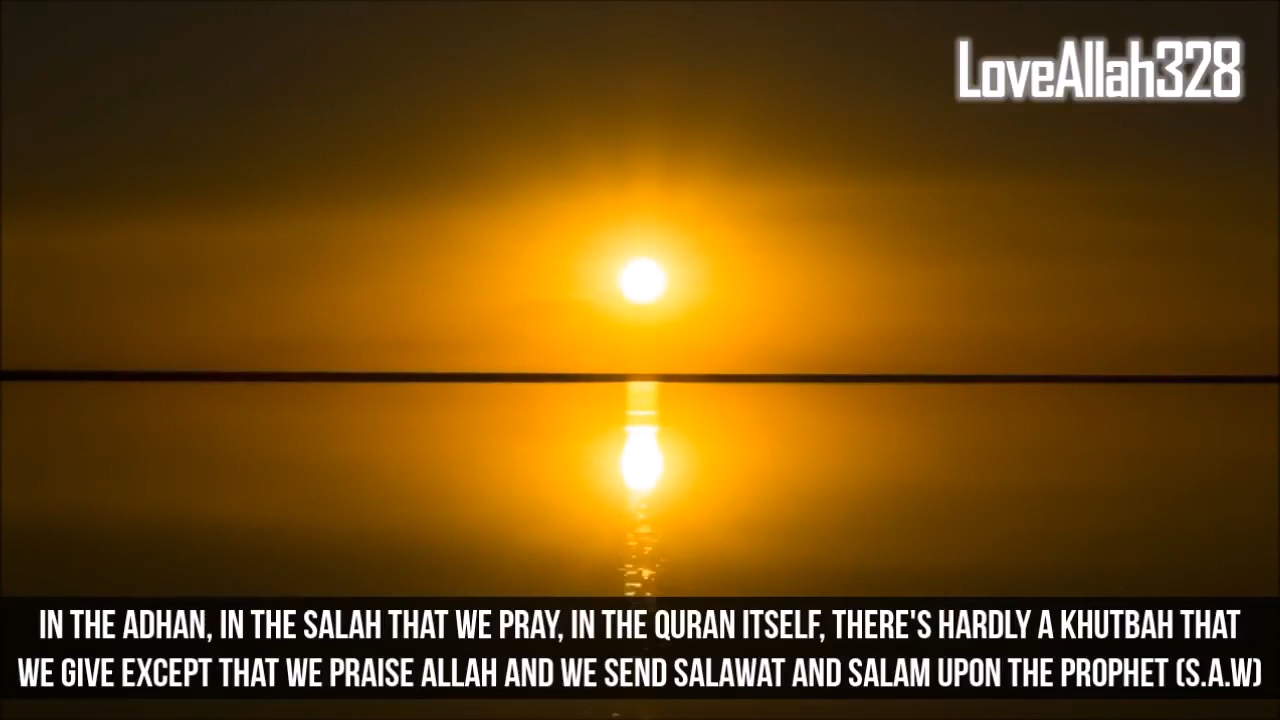 LoveAllah328
IN THE ADHAN, IN THE SALAH THAT WE PRAY, IN THE QURAN ITSELF, THERE'S HARDLY A KHUTBAH THAT
WE GIVE EXCEPT THAT WE PRAISE ALLAH AND WE SEND SALAWAT AND SALAM UPON THE PROPHET (S.A.W)